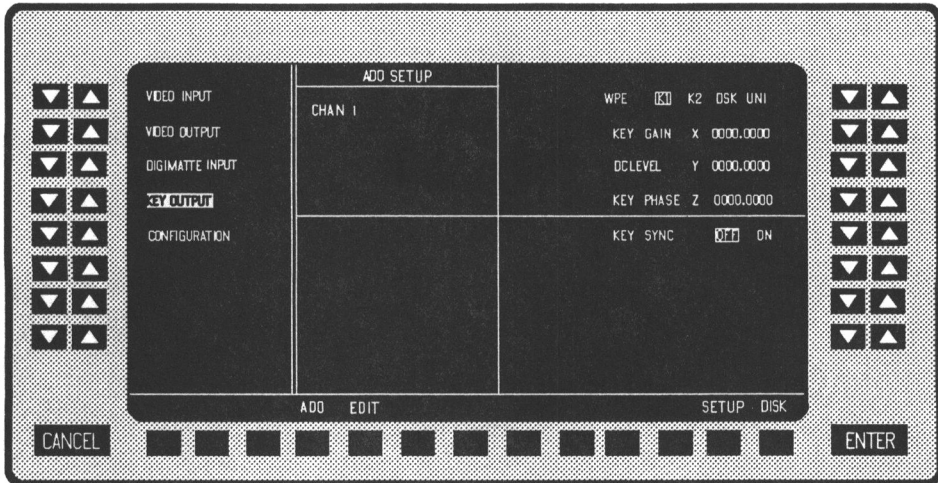 ADO SETUP
VIDEO INPUT
VIDEO OUTPUT
DIGIMATTE INPUT
KEY OUTPUT
CONFIGURATION
CHAN 1
WPE K1 K2 DSK UNI
KEY GAIN X 0000.0000
DCLEVEL Y 0000.0000
KEY PHASE Z 0000.0000
KEY SYNC OFF ON
ADO EDIT SETUP DISK
CANCEL ENTER